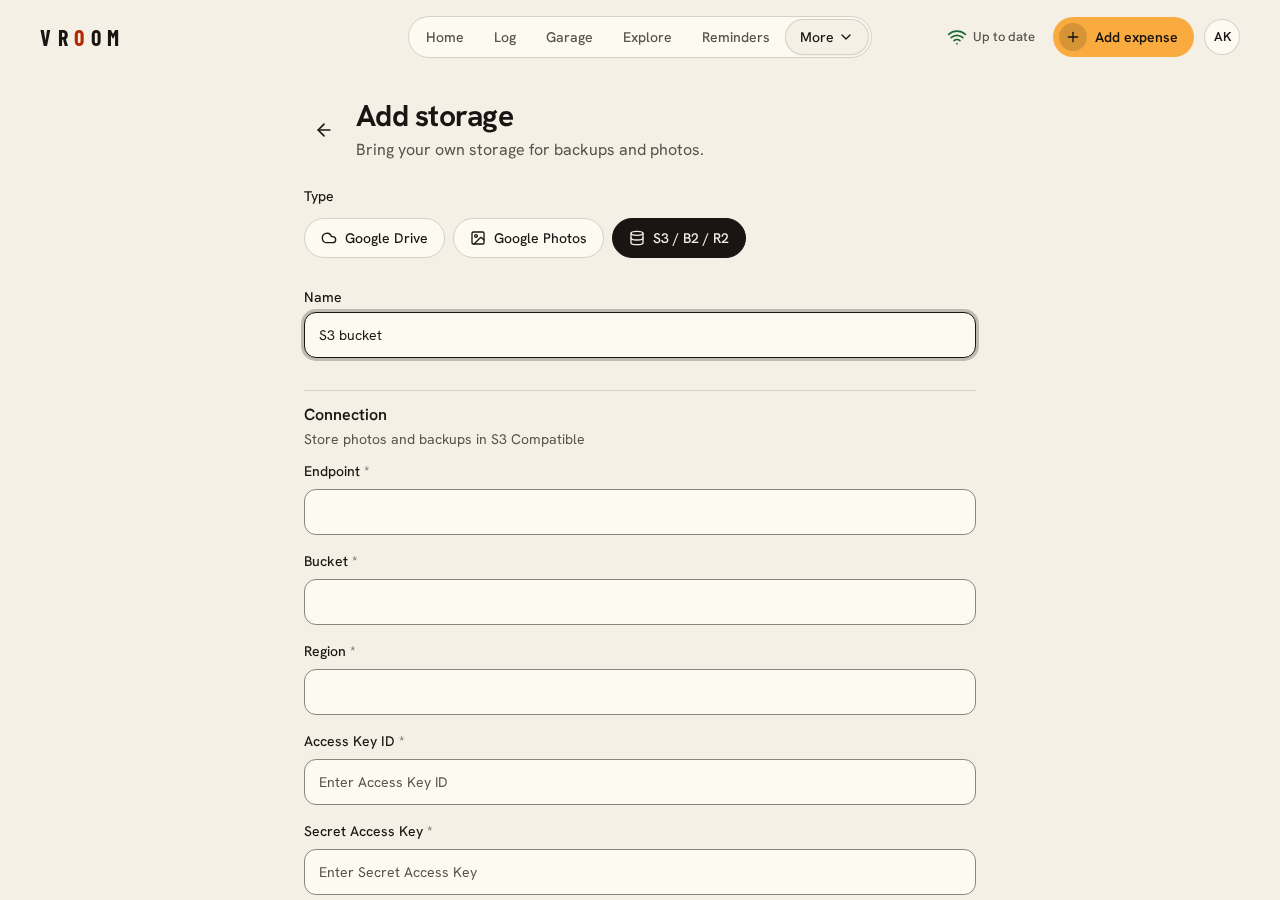 VROOM
Home
Log
Garage
Explore
Reminders
More
Up to date
Add expense
AK
Add storage
Bring your own storage for backups and photos.
Type
Google Drive
Google Photos
S3 / B2 / R2
Name
S3 bucket
Connection
Store photos and backups in S3 Compatible
Endpoint *
Bucket *
Region *
Access Key ID *
Enter Access Key ID
Secret Access Key *
Enter Secret Access Key